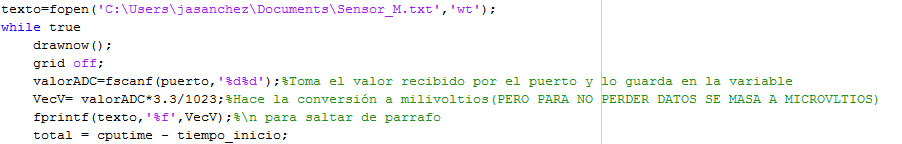 texto=fopen('C:\Users\jasanchez\Documents\Sensor_M.txt','wt');
while true
drawnow();
grid off;
valorADC=fscanf(puerto,'%d%d');%Toma el valor recibido por el puerto y lo guarda en la variable
VecV= valorADC*3.3/1023;%Hace la conversión a milivoltios(PERO PARA NO PERDER DATOS SE MASA A MICROVLTIOS)
fprintf(texto,'%f',VecV);%\n para saltar de parrafo
total = cputime - tiempo_inicio;